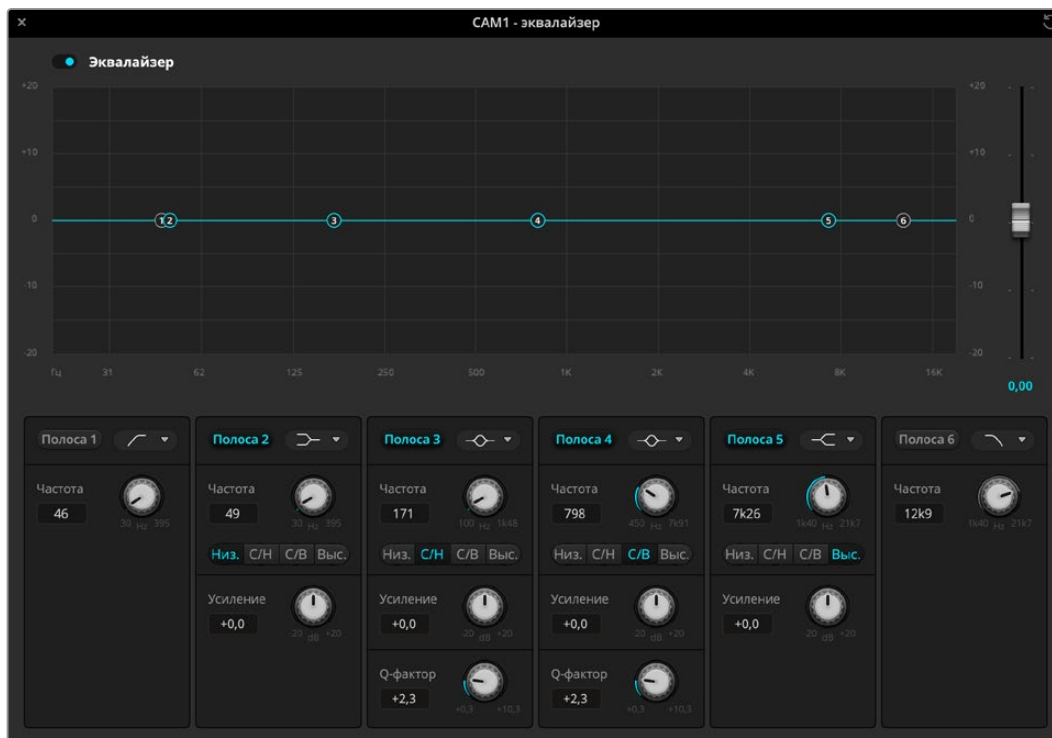 × CAM1 - эквалайзер
Эквалайзер
+20 +20
+10 +10
1 2 3 4 5 6
0 0
-10 -10
-20 -20
Гц 31 62 125 250 500 1K 2K 4K 8K 16K
0,00
Полоса 1 Полоса 2 Полоса 3 Полоса 4 Полоса 5 Полоса 6
Частота Частота Частота Частота Частота Частота
46 49 171 798 7k26 12k9
30 Hz 395 30 Hz 395 100 Hz 1k48 450 Hz 7k91 1k40 Hz 21k7 1k40 Hz 21k7
Низ. С/Н С/В Выс. Низ. С/Н С/В Выс. Низ. С/Н С/В Выс. Низ. С/Н С/В Выс.
Усиление Усиление Усиление Усиление
+0,0 +0,0 +0,0 +0,0
-20 dB +20 -20 dB +20 -20 dB +20 -20 dB +20
Q-фактор Q-фактор
+2,3 +2,3
+0,3 +10,3 +0,3 +10,3